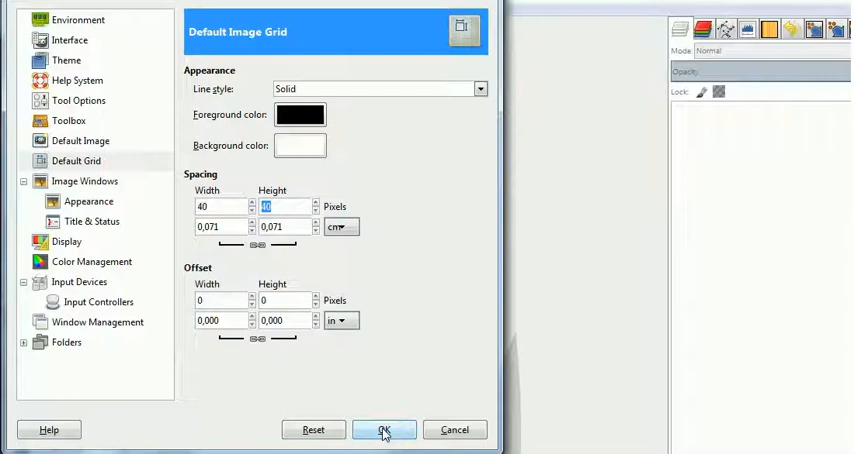 Environment
Interface
Theme
Help System
Tool Options
Toolbox
Default Image
Default Grid
Image Windows
Appearance
Title & Status
Display
Color Management
Input Devices
Input Controllers
Window Management
Folders
Default Image Grid
Appearance
Line style: Solid
Foreground color:
Background color:
Spacing
Width Height
40 40 Pixels
0,071 0,071 cm
Offset
Width Height
0 0 Pixels
0,000 0,000 in
Help Reset OK Cancel
Mode: Normal
Opacity
Lock: